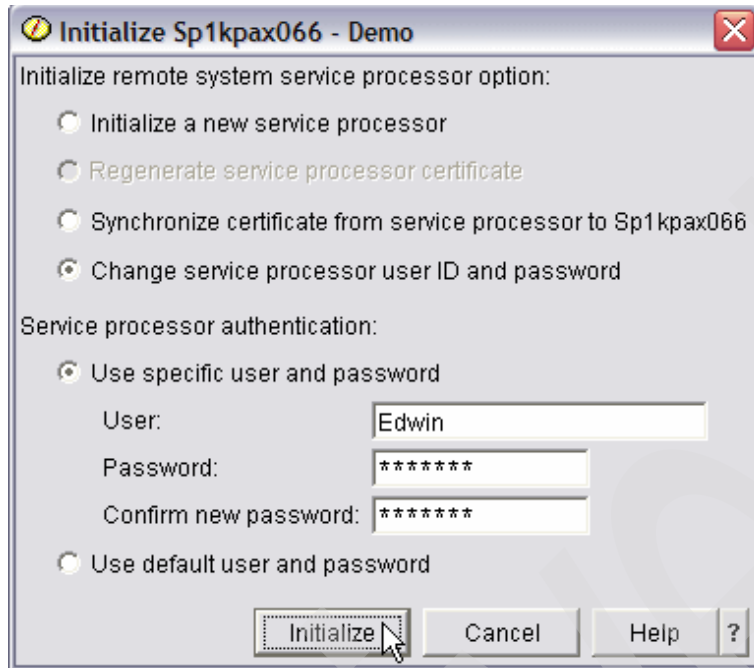 Initialize Sp1kpax066 - Demo
Initialize remote system service processor option:
Initialize a new service processor
Regenerate service processor certificate
Synchronize certificate from service processor to Sp1kpax066
Change service processor user ID and password
Service processor authentication:
Use specific user and password
User: Edwin
Password: *******
Confirm new password: *******
Use default user and password
Initialize Cancel Help ?